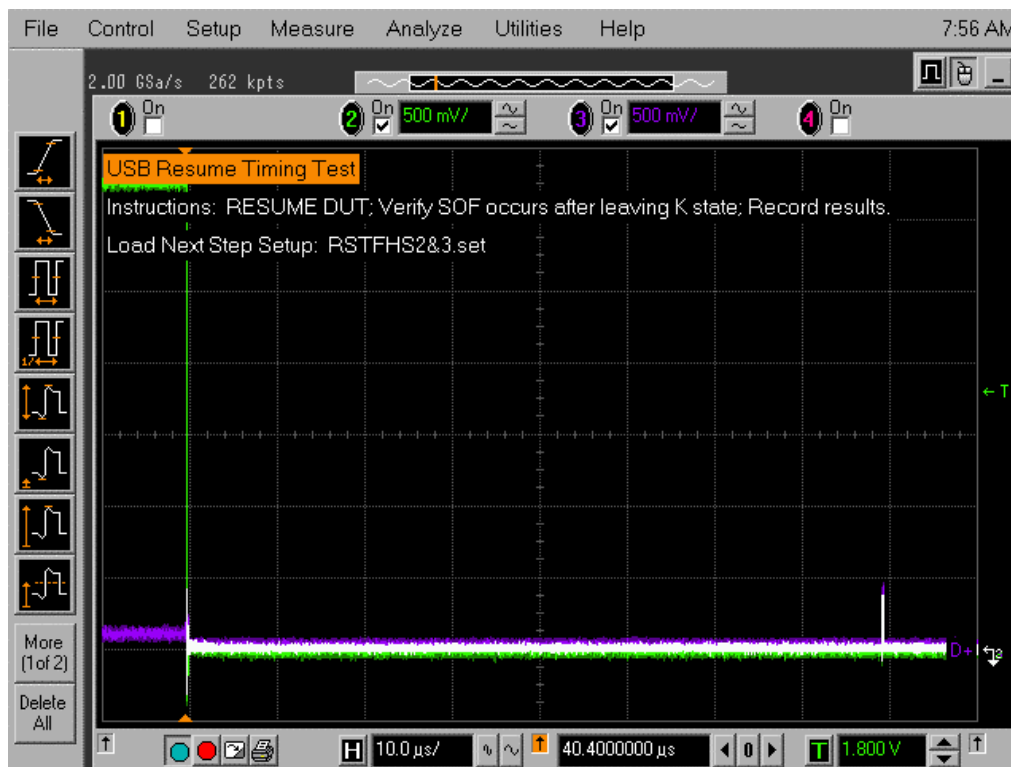 File Control Setup Measure Analyze Utilities Help 7:56 AM
2.00 GSa/s 262 kpts
1 On 2 On 500 mV/ 3 On 500 mV/ 4 On
USB Resume Timing Test
Instructions: RESUME DUT; Verify SOF occurs after leaving K state; Record results.
Load Next Step Setup: RSTFHS2&3.set
T
1/
D+ 2
More
(1 of 2)
Delete
All
H 10.0 µs/ 40.4000000 µs 0 T 1.800 V